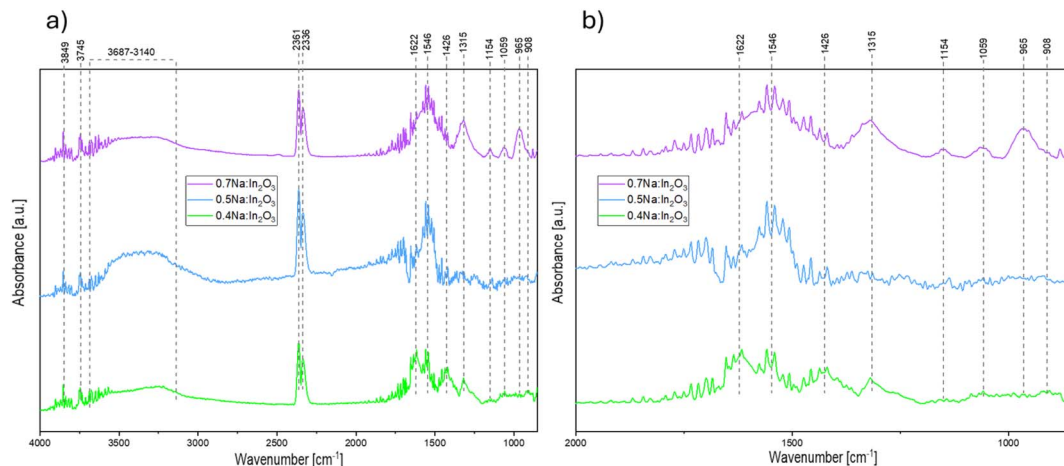 a)
3849
3745
3687-3140
2361
2336
1622
1546
1426
1315
1154
1059
965
908
Absorbance [a.u.]
0.7Na:In₂O₃
0.5Na:In₂O₃
0.4Na:In₂O₃
4000 3500 3000 2500 2000 1500 1000
Wavenumber [cm⁻¹]
b)
1622
1546
1426
1315
1154
1059
965
908
Absorbance [a.u.]
0.7Na:In₂O₃
0.5Na:In₂O₃
0.4Na:In₂O₃
2000 1500 1000
Wavenumber [cm⁻¹]